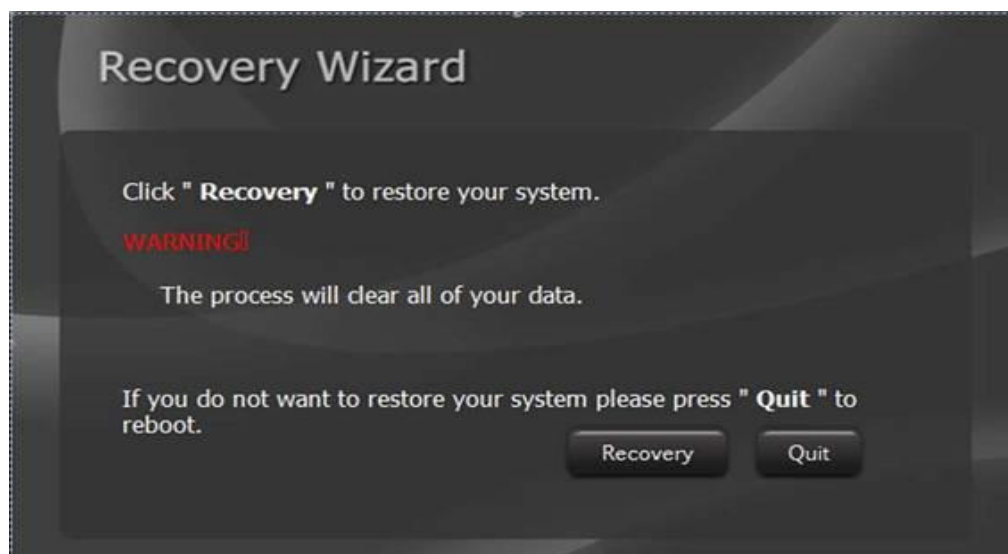 Recovery Wizard
Click " Recovery " to restore your system.
WARNING
The process will clear all of your data.
If you do not want to restore your system please press " Quit " to
reboot.
Recovery Quit